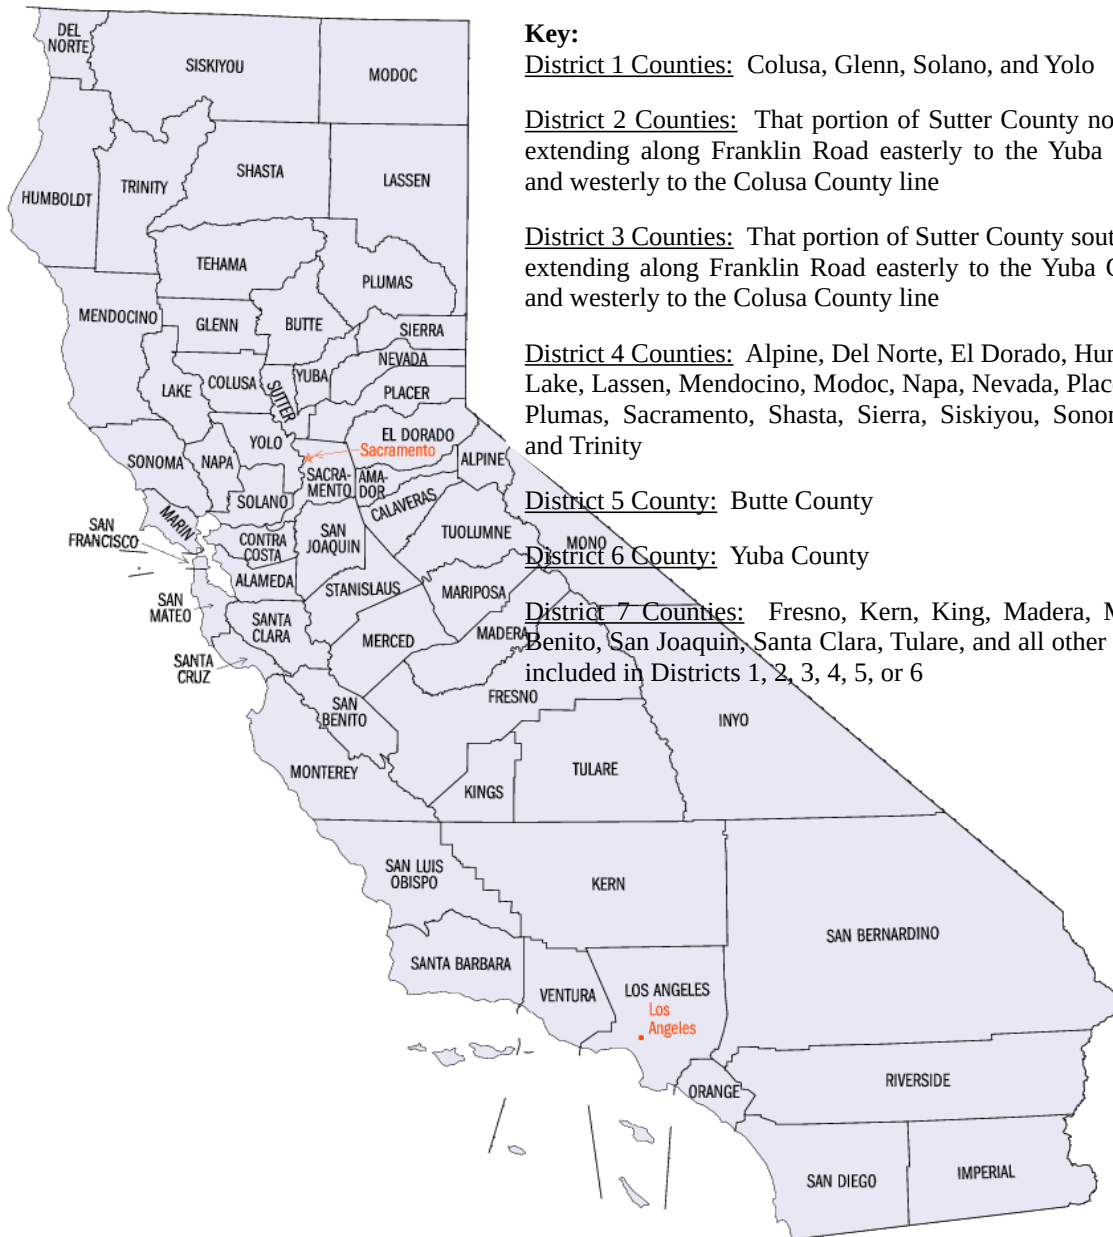 Key:
District 1 Counties: Colusa, Glenn, Solano, and Yolo
District 2 Counties: That portion of Sutter County
extending along Franklin Road easterly to the Yuba
and westerly to the Colusa County line
District 3 Counties: That portion of Sutter County
extending along Franklin Road easterly to the Yuba
and westerly to the Colusa County line
District 4 Counties: Alpine, Del Norte, El Dorado,
Lake, Lassen, Mendocino, Modoc, Napa, Nevada,
Plumas, Sacramento, Shasta, Sierra, Siskiyou,
and Trinity
District 5 County: Butte County
District 6 County: Yuba County
District 7 Counties: Fresno, Kern, King, Madera,
Benito, San Joaquin, Santa Clara, Tulare, and all other
included in Districts 1, 2, 3, 4, 5, or 6
DEL
NORTE
SISKIYOU
MODOC
HUMBOLDT
TRINITY
SHASTA
LASSEN
TEHAMA
PLUMAS
MENDOCINO
GLENN
BUTTE
SIERRA
NEVADA
LAKE
COLUSA
SUTTER
YUBA
PLACER
YOLO
EL DORADO
Sacramento
SONOMA
NAPA
SACRA-
MENTO
AMA-
DOR
ALPINE
SOLANO
CALAVERAS
MARIN
SAN
FRANCISCO
CONTRA
COSTA
SAN
JOAQUIN
TUOLUMNE
MONO
ALAMEDA
STANISLAUS
MARIPOSA
SAN
MATEO
SANTA
CLARA
MERCED
MADERA
SANTA
CRUZ
SAN
BENITO
FRESNO
INYO
MONTEREY
KINGS
TULARE
SAN LUIS
OBISPO
KERN
SAN BERNARDINO
SANTA BARBARA
VENTURA
LOS ANGELES
Los
Angeles
ORANGE
RIVERSIDE
SAN DIEGO
IMPERIAL